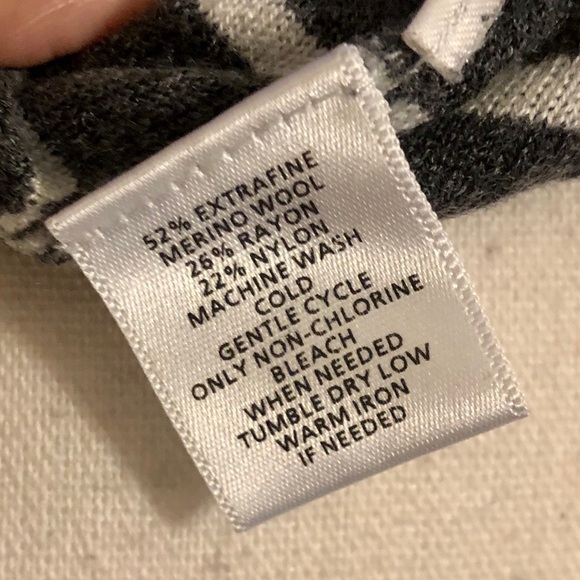 52% EXTRAFINE
MERINO WOOL
26% RAYON
22% NYLON
MACHINE WASH
COLD
GENTLE CYCLE
ONLY NON-CHLORINE
BLEACH
WHEN NEEDED
TUMBLE DRY LOW
WARM IRON
IF NEEDED